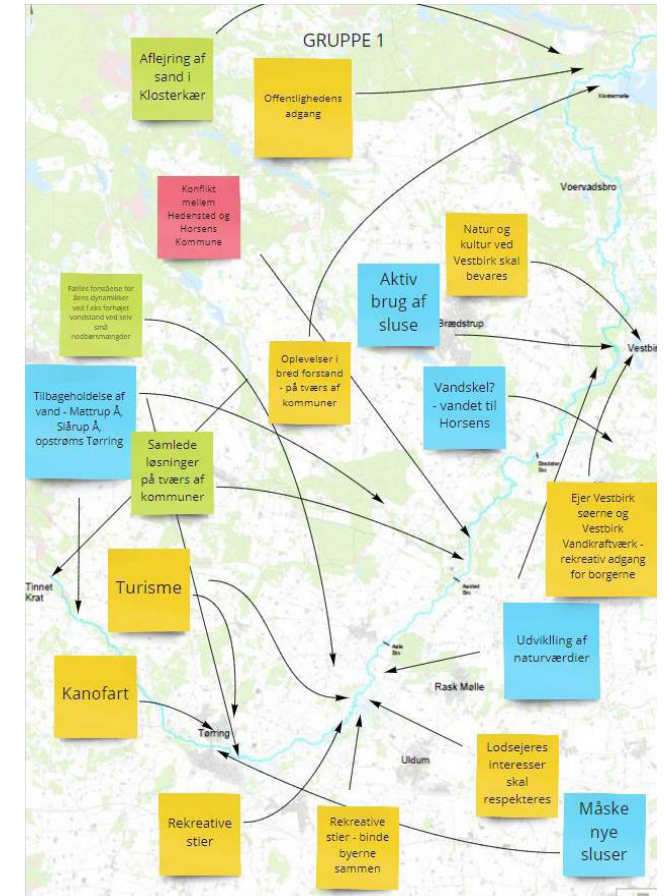 GRUPPE 1
Aflejring af
sand i
Klosterkær
Offentlighedens
adgang
Klostermølle
Voervadsbro
Konflikt
mellem
Hedensted og
Horsens
Kommune
Natur og
kultur ved
Vestbirk skal
bevares
Aktiv
brug af
sluse
Brædstrup
Vestbirk
Fælles forståelse for
åens dynamikker
ved f.eks forhøjet
vandstand ved selv
små
nedbørsmængder
Oplevelser i
bred forstand
- på tværs af
kommuner
Tilbageholdelse af
vand - Mattrup Å,
Slårup Å,
opstrøms Tørring
Vandskel?
- vandet til
Horsens
Samlede
løsninger
på tværs af
kommuner
Ejer Vestbirk
søerne og
Vestbirk
Vandkraftværk -
rekreativ adgang
for borgerne
Tinnet
Krat
Turisme
Udviklling af
naturværdier
Rask Mølle
Kanofart
Tørring
Uldum
Lodsejeres
interesser
skal
respekteres
Rekreative
stier
Rekreative
stier - binde
byerne
sammen
Måske
nye
sluser